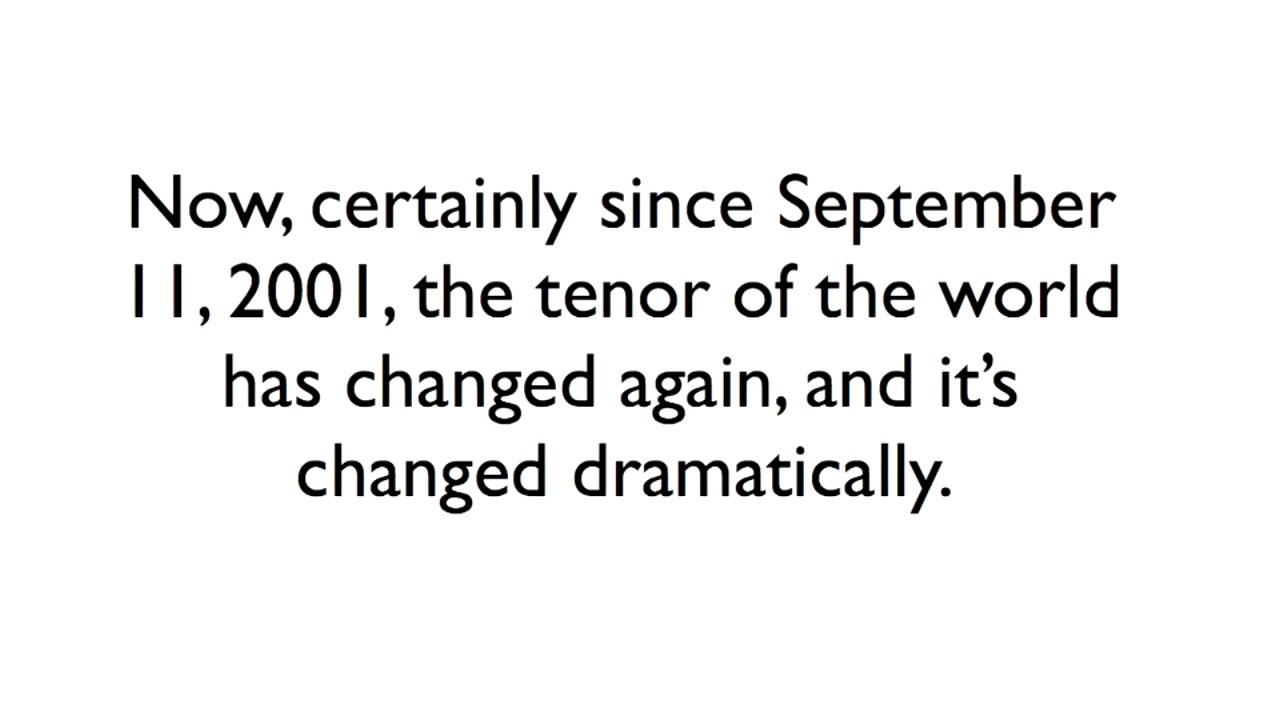 Now, certainly since September
11, 2001, the tenor of the world
has changed again, and it’s
changed dramatically.